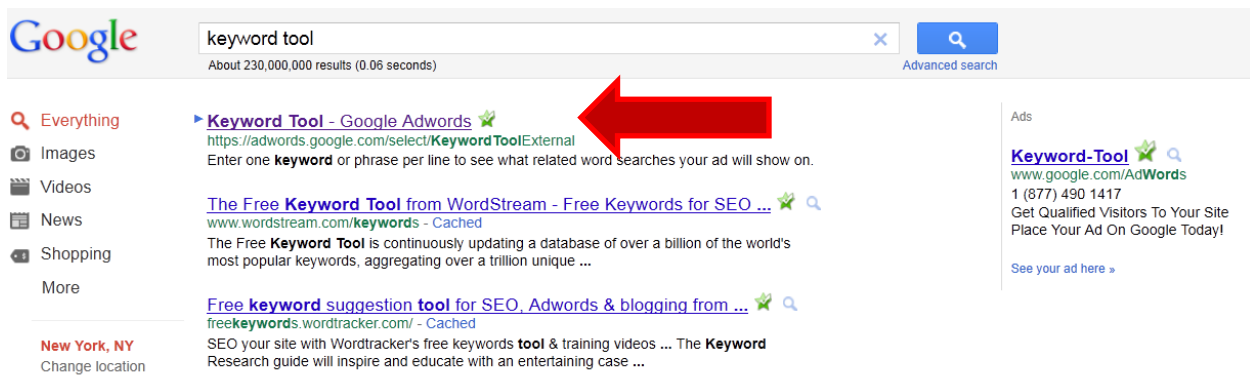 Google
keyword tool
About 230,000,000 results (0.06 seconds)
Advanced search
Everything
Images
Videos
News
Shopping
More
New York, NY
Change location
Keyword Tool - Google Adwords
https://adwords.google.com/select/KeywordToolExternal
Enter one keyword or phrase per line to see what related word searches your ad will show on.
The Free Keyword Tool from WordStream - Free Keywords for SEO ...
www.wordstream.com/keywords - Cached
The Free Keyword Tool is continuously updating a database of over a billion of the world's
most popular keywords, aggregating over a trillion unique ...
Free keyword suggestion tool for SEO, Adwords & blogging from ...
freekeywords.wordtracker.com/ - Cached
SEO your site with Wordtracker's free keywords tool & training videos ... The Keyword
Research guide will inspire and educate with an entertaining case ...
Ads
Keyword-Tool
www.google.com/AdWords
1 (877) 490 1417
Get Qualified Visitors To Your Site
Place Your Ad On Google Today!
See your ad here »